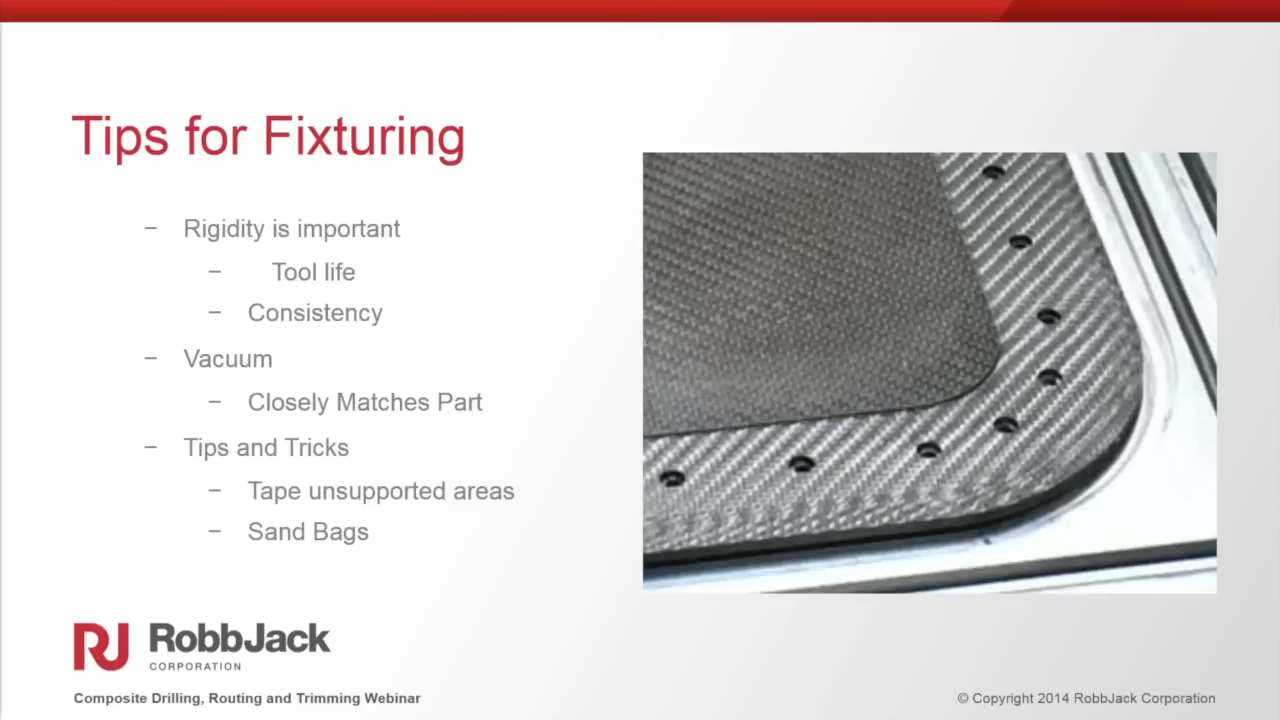 Tips for Fixturing
– Rigidity is important
– Tool life
– Consistency
– Vacuum
– Closely Matches Part
– Tips and Tricks
– Tape unsupported areas
– Sand Bags
RJ RobbJack
CORPORATION
Composite Drilling, Routing and Trimming Webinar
© Copyright 2014 RobbJack Corporation